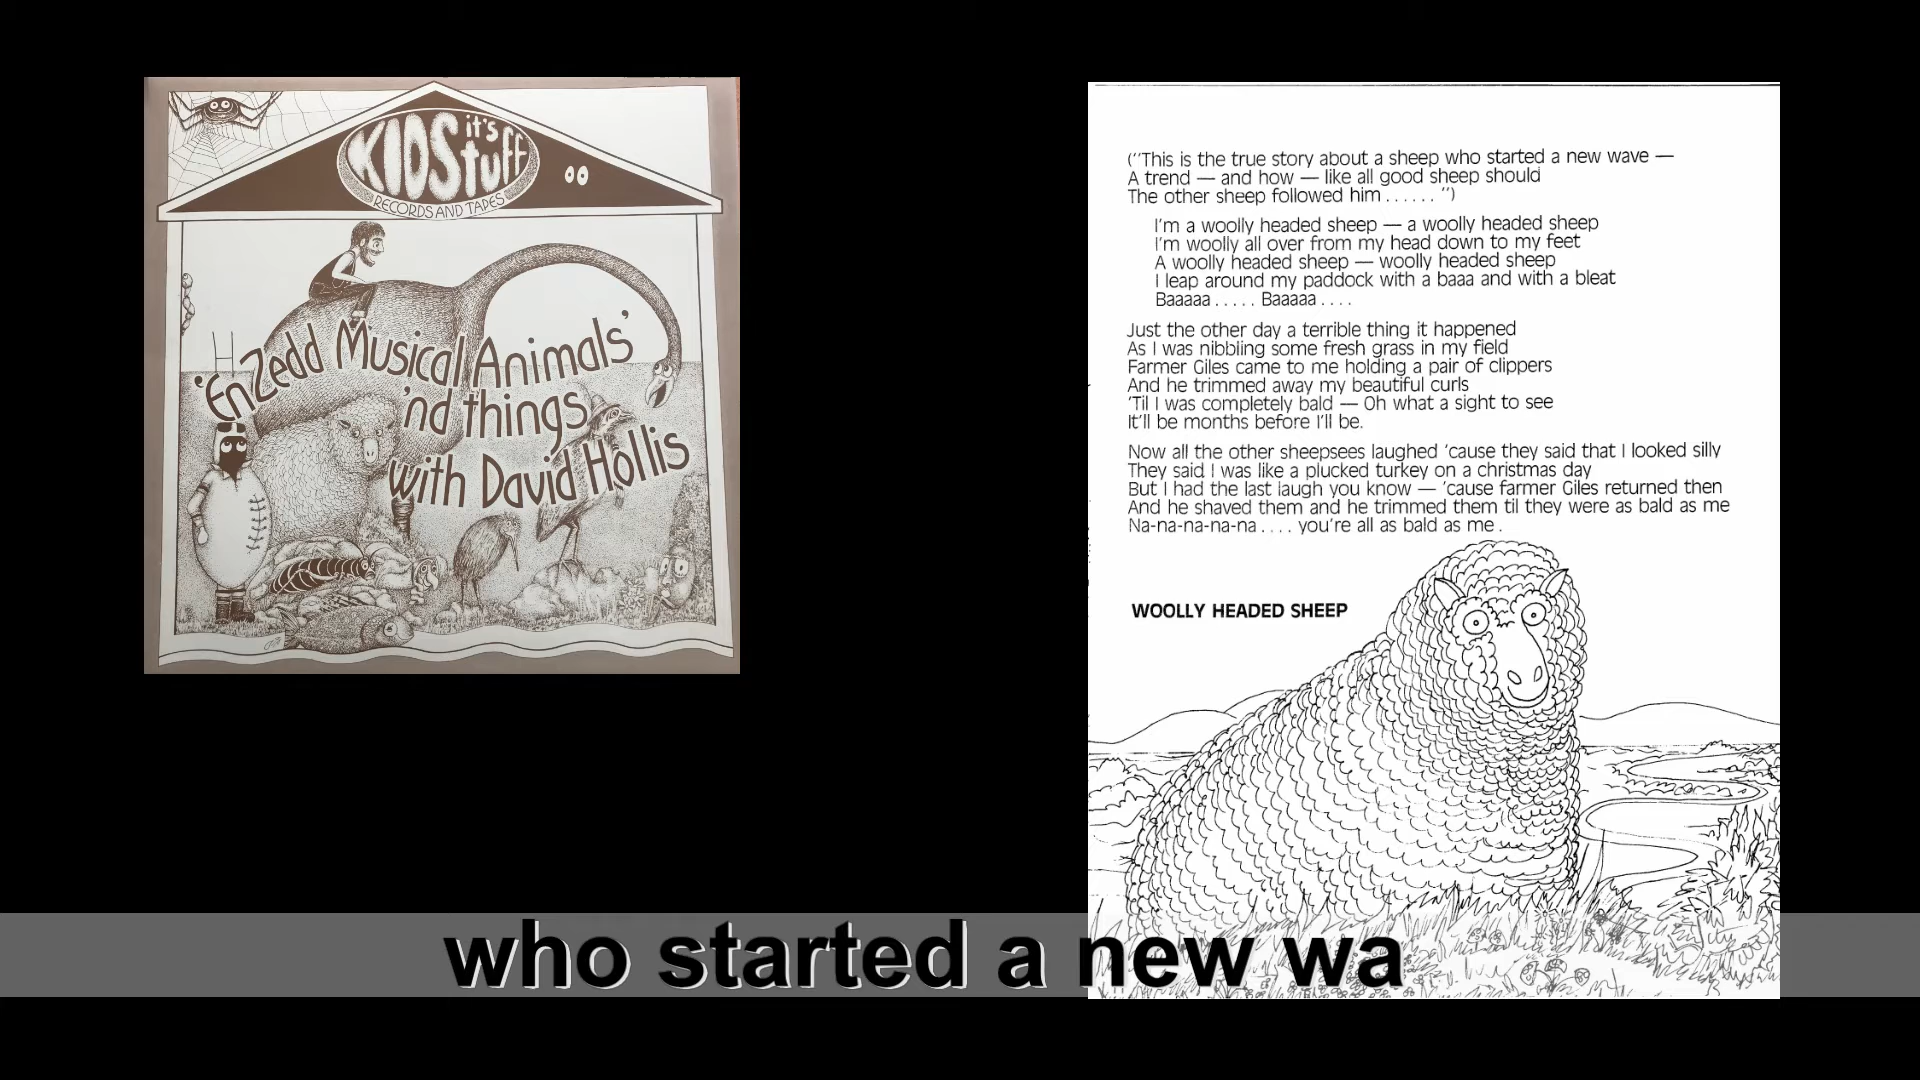 KIDS it's Stuff
RECORDS AND TAPES
'EnZedd Musical Animals'
'nd things
with David Hollis
(''This is the true story about a sheep who started a new wave —
A trend — and how — like all good sheep should
The other sheep followed him . . . . . . '')
I'm a woolly headed sheep — a woolly headed sheep
I'm woolly all over from my head down to my feet
A woolly headed sheep — woolly headed sheep
I leap around my paddock with a baaa and with a bleat
Baaaaa . . . . . Baaaaa . . . .
Just the other day a terrible thing it happened
As I was nibbling some fresh grass in my field
Farmer Giles came to me holding a pair of clippers
And he trimmed away my beautiful curls
'Til I was completely bald — Oh what a sight to see
It'll be months before I'll be.
Now all the other sheepsees laughed 'cause they said that I looked silly
They said I was like a plucked turkey on a christmas day
But I had the last laugh you know — 'cause farmer Giles returned then
And he shaved them and he trimmed them til they were as bald as me
Na-na-na-na-na . . . . you're all as bald as me .
WOOLLY HEADED SHEEP
who started a new wa